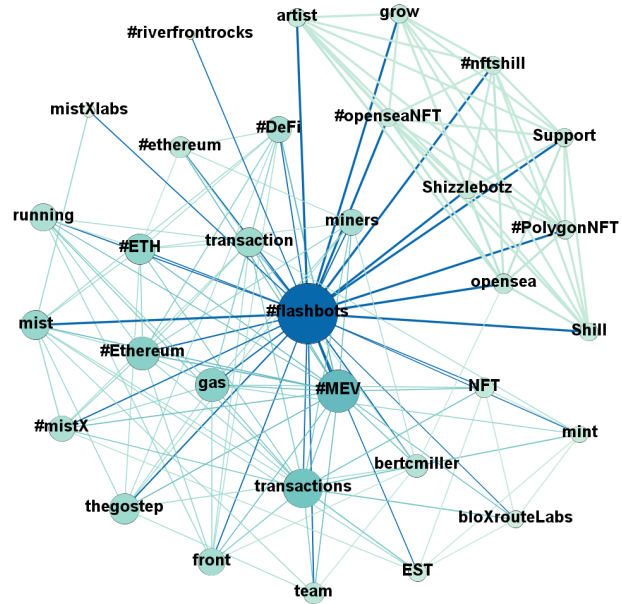 artist
grow
#riverfrontrocks
#nftshill
mistXlabs
#openseaNFT
#DeFi
Support
#ethereum
Shizzlebotz
running
miners
#PolygonNFT
#ETH
transaction
opensea
#flashbots
mist
Shill
#Ethereum
gas
#MEV
NFT
#mistX
mint
bertcmiller
transactions
thegostep
bloXrouteLabs
front
EST
team